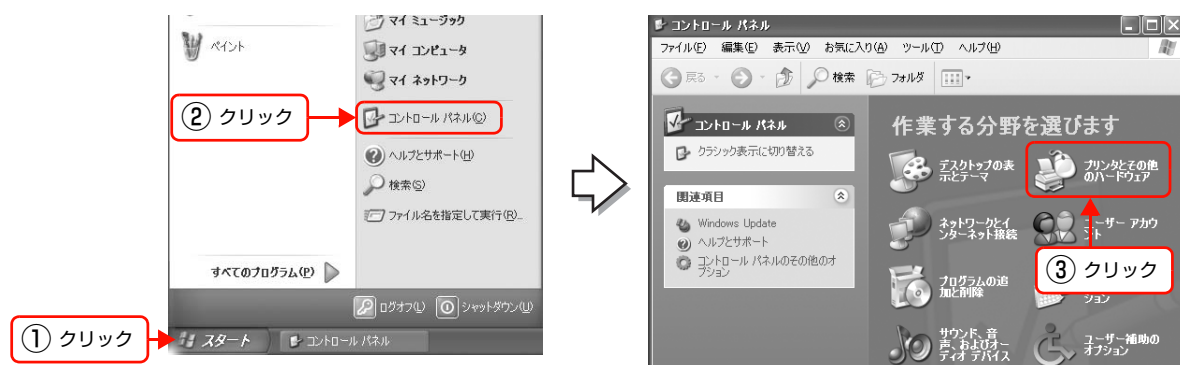 マイ ミュージック
ペイント
マイ コンピュータ
マイ ネットワーク
② クリック
コントロール パネル(C)
ヘルプとサポート(H)
検索(S)
ファイル名を指定して実行(R)...
すべてのプログラム(P)
ログオフ(L)
シャットダウン(U)
① クリック
スタート
コントロール パネル
コントロール パネル
ファイル(F) 編集(E) 表示(V) お気に入り(A) ツール(T) ヘルプ(H)
戻る 検索 フォルダ
コントロール パネル
クラシック表示に切り替える
関連項目
Windows Update
ヘルプとサポート
コントロール パネルのその他のオ
プション
作業する分野を選びます
デスクトップの表
示とテーマ
プリンタとその他
のハードウェア
ネットワークとイ
ンターネット接続
ユーザー アカウ
ント
③ クリック
プログラムの追
加と削除
ション
サウンド、音
声、およびオー
ディオ デバイス
ユーザー補助の
オプション